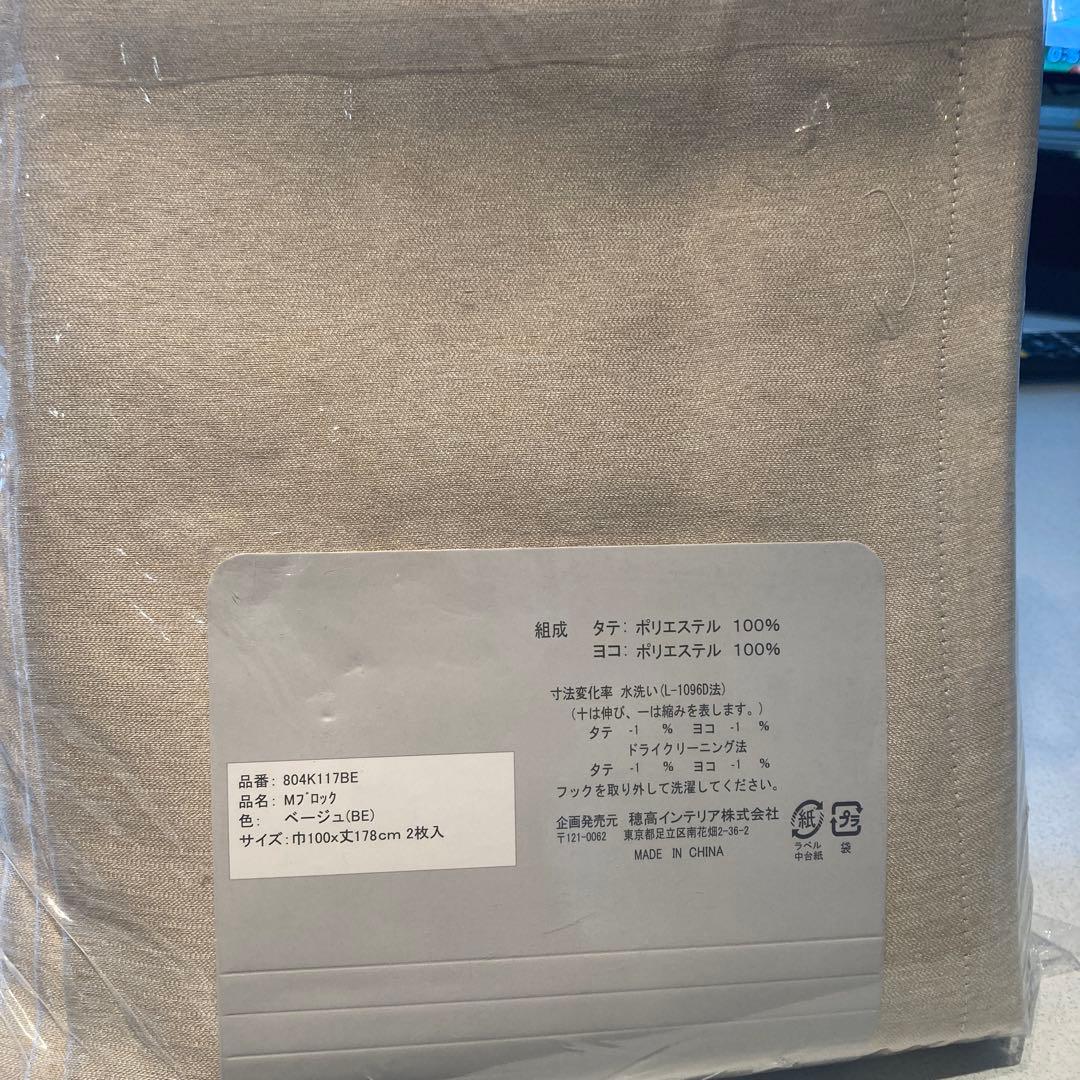 組成 タテ: ポリエステル 100%
ヨコ: ポリエステル 100%
寸法変化率 水洗い(L-1096D法)
(十は伸び、一は縮みを表します。)
タテ -1 % ヨコ -1 %
ドライクリーニング法
タテ -1 % ヨコ -1 %
フックを取り外して洗濯してください。
企画発売元 穂高インテリア株式会社
〒121-0062 東京都足立区南花畑2-36-2
MADE IN CHINA
紙
ラベル
中台紙
プラ
袋
品番: 804K117BE
品名: Mブロック
色: ベージュ(BE)
サイズ:巾100x丈178cm 2枚入